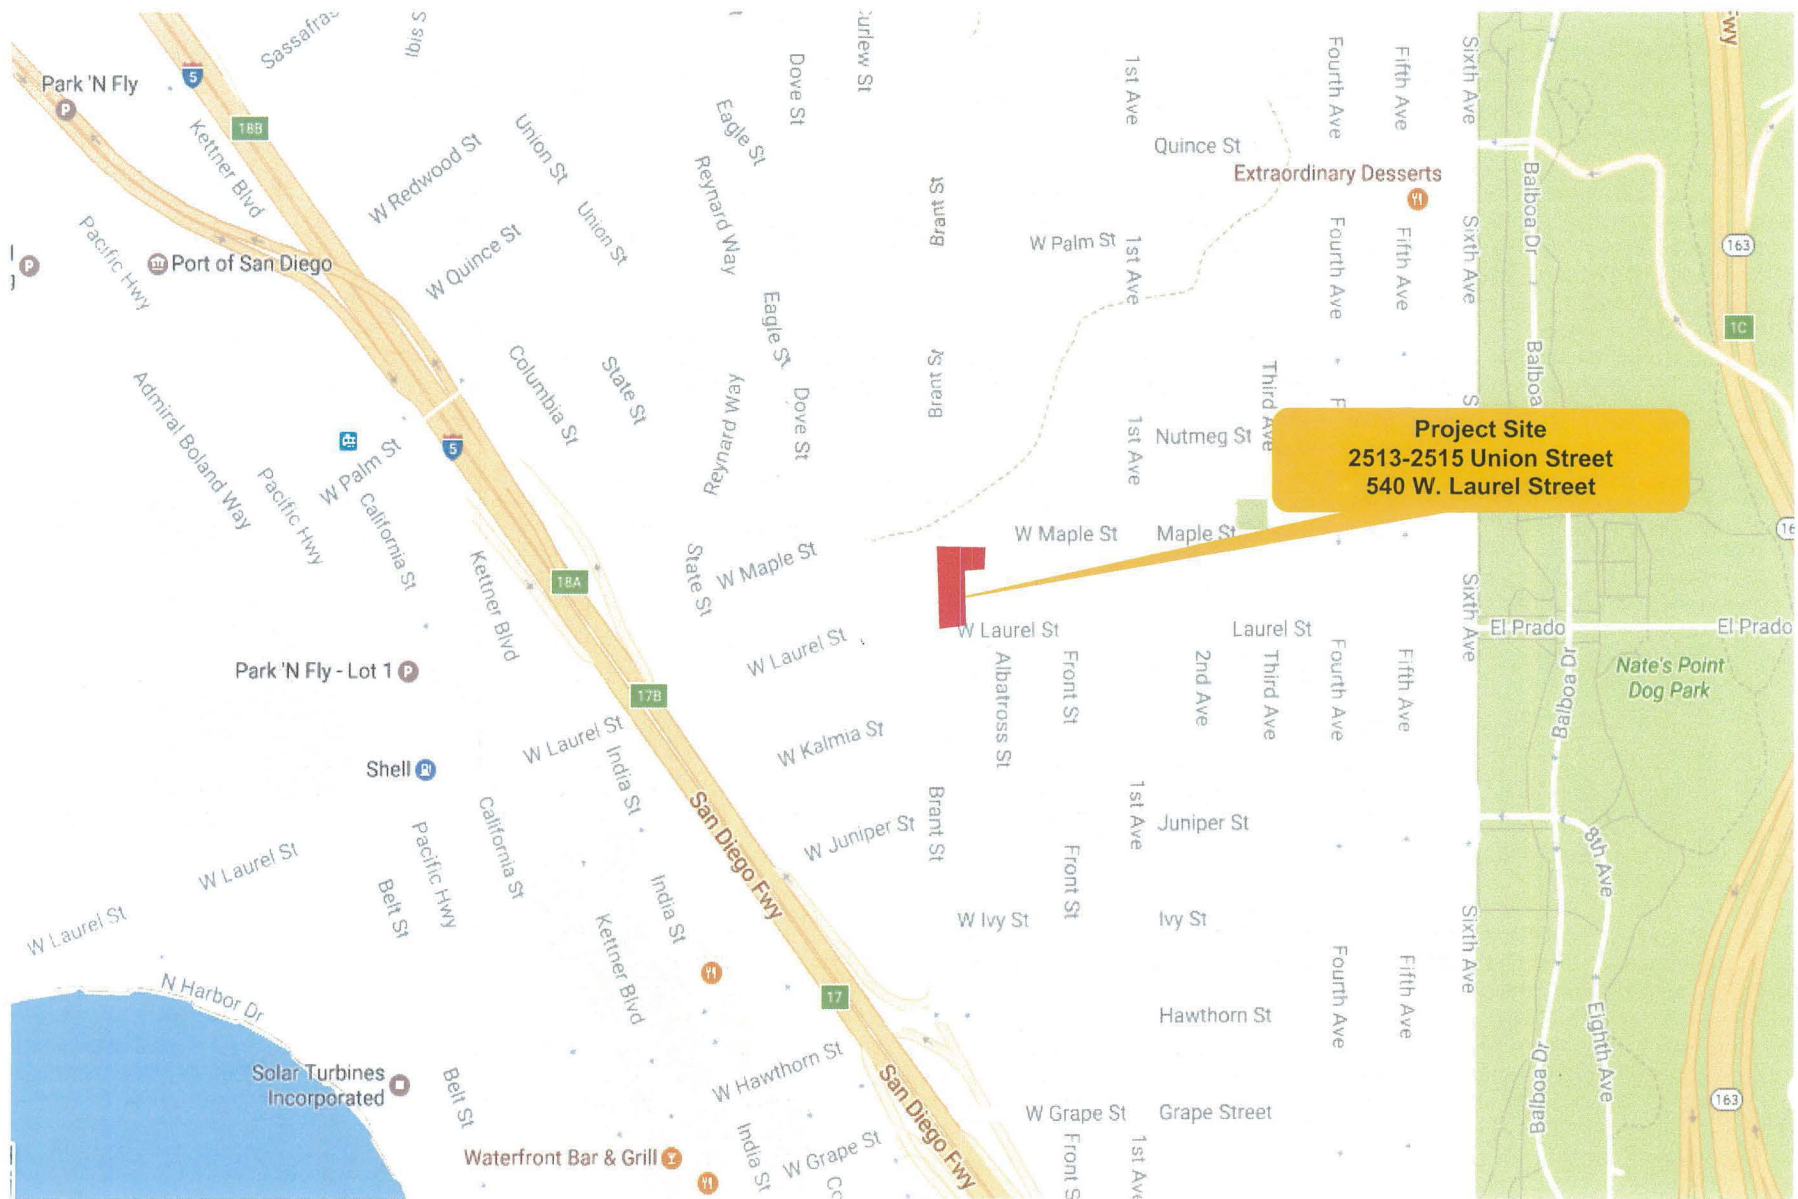 Sassafras
Ibis S
urlew St
Dove St
1st Ave
Fourth Ave
Fifth Ave
Sixth Ave
Fwy
Park 'N Fly
P
5
18B
Kettner Blvd
W Redwood St
Union St
Eagle St
Quince St
Extraordinary Desserts
Balboa Dr
Reynard Way
Union St
Brant St
W Palm St
1st Ave
Fourth Ave
Fifth Ave
Sixth Ave
163
Pacific Hwy
P
Port of San Diego
W Quince St
Eagle St
1C
Columbia St
State St
Brant St
Balboa
Admiral Boland Way
Reynard Way
Dove St
1st Ave
Nutmeg St
Third Ave
F
S
Project Site
2513-2515 Union Street
540 W. Laurel Street
5
W Palm St
Pacific Hwy
California St
W Maple St
Maple St
16
Kettner Blvd
18A
State St
W Maple St
Sixth Ave
W Laurel St
W Laurel St
Laurel St
El Prado
El Prado
Park 'N Fly - Lot 1
P
17B
Albatross St
Front St
2nd Ave
Third Ave
Fourth Ave
Fifth Ave
Balboa Dr
Nate's Point
Dog Park
W Laurel St
W Kalmia St
Shell
India St
California St
Pacific Hwy
San Diego Fwy
W Juniper St
Brant St
1st Ave
Juniper St
8th Ave
W Laurel St
Belt St
India St
Front St
W Ivy St
Ivy St
Sixth Ave
W Laurel St
Kettner Blvd
Fourth Ave
Fifth Ave
N Harbor Dr
17
Hawthorn St
Eighth Ave
Solar Turbines
Incorporated
Belt St
W Hawthorn St
San Diego Fwy
Balboa Dr
163
W Grape St
Grape Street
Waterfront Bar & Grill
India St
W Grape St
Co
Front S
1st Ave